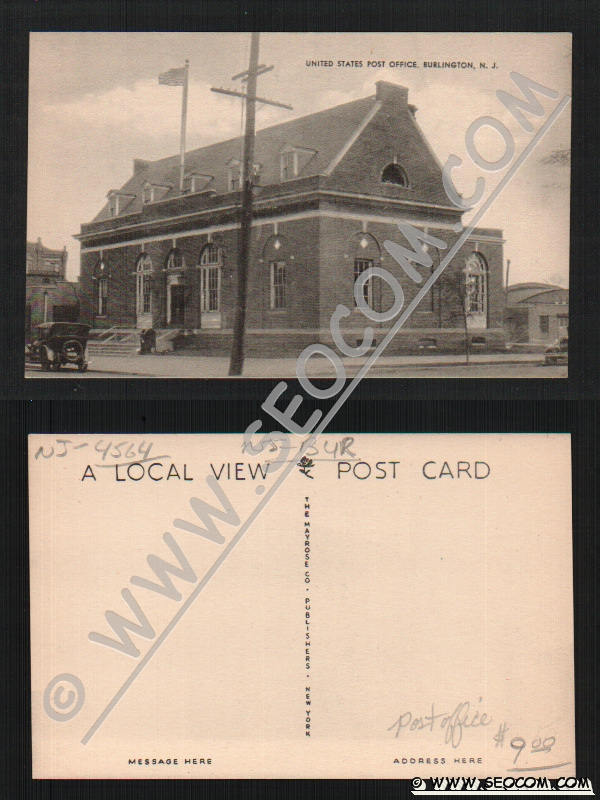 UNITED STATES POST OFFICE, BURLINGTON, N. J.
© WWW.SEOCOM.COM
NJ-4564 NJ-BUR
A LOCAL VIEW POST CARD
THE MAYROSE CO. · PUBLISHERS · NEW YORK
Post office
$9.00
MESSAGE HERE ADDRESS HERE
© WWW.SEOCOM.COM